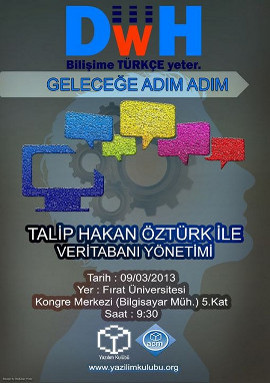 DWH
Bilişime TÜRKÇE yeter.
GELECEĞE ADIM ADIM
TALİP HAKAN ÖZTÜRK İLE
VERİTABANI YÖNETİMİ
Tarih : 09/03/2013
Yer : Fırat Üniversitesi
Kongre Merkezi (Bilgisayar Müh.) 5.Kat
Saat : 9:30
Yazılım Kulübü
www.yazilimkulubu.org